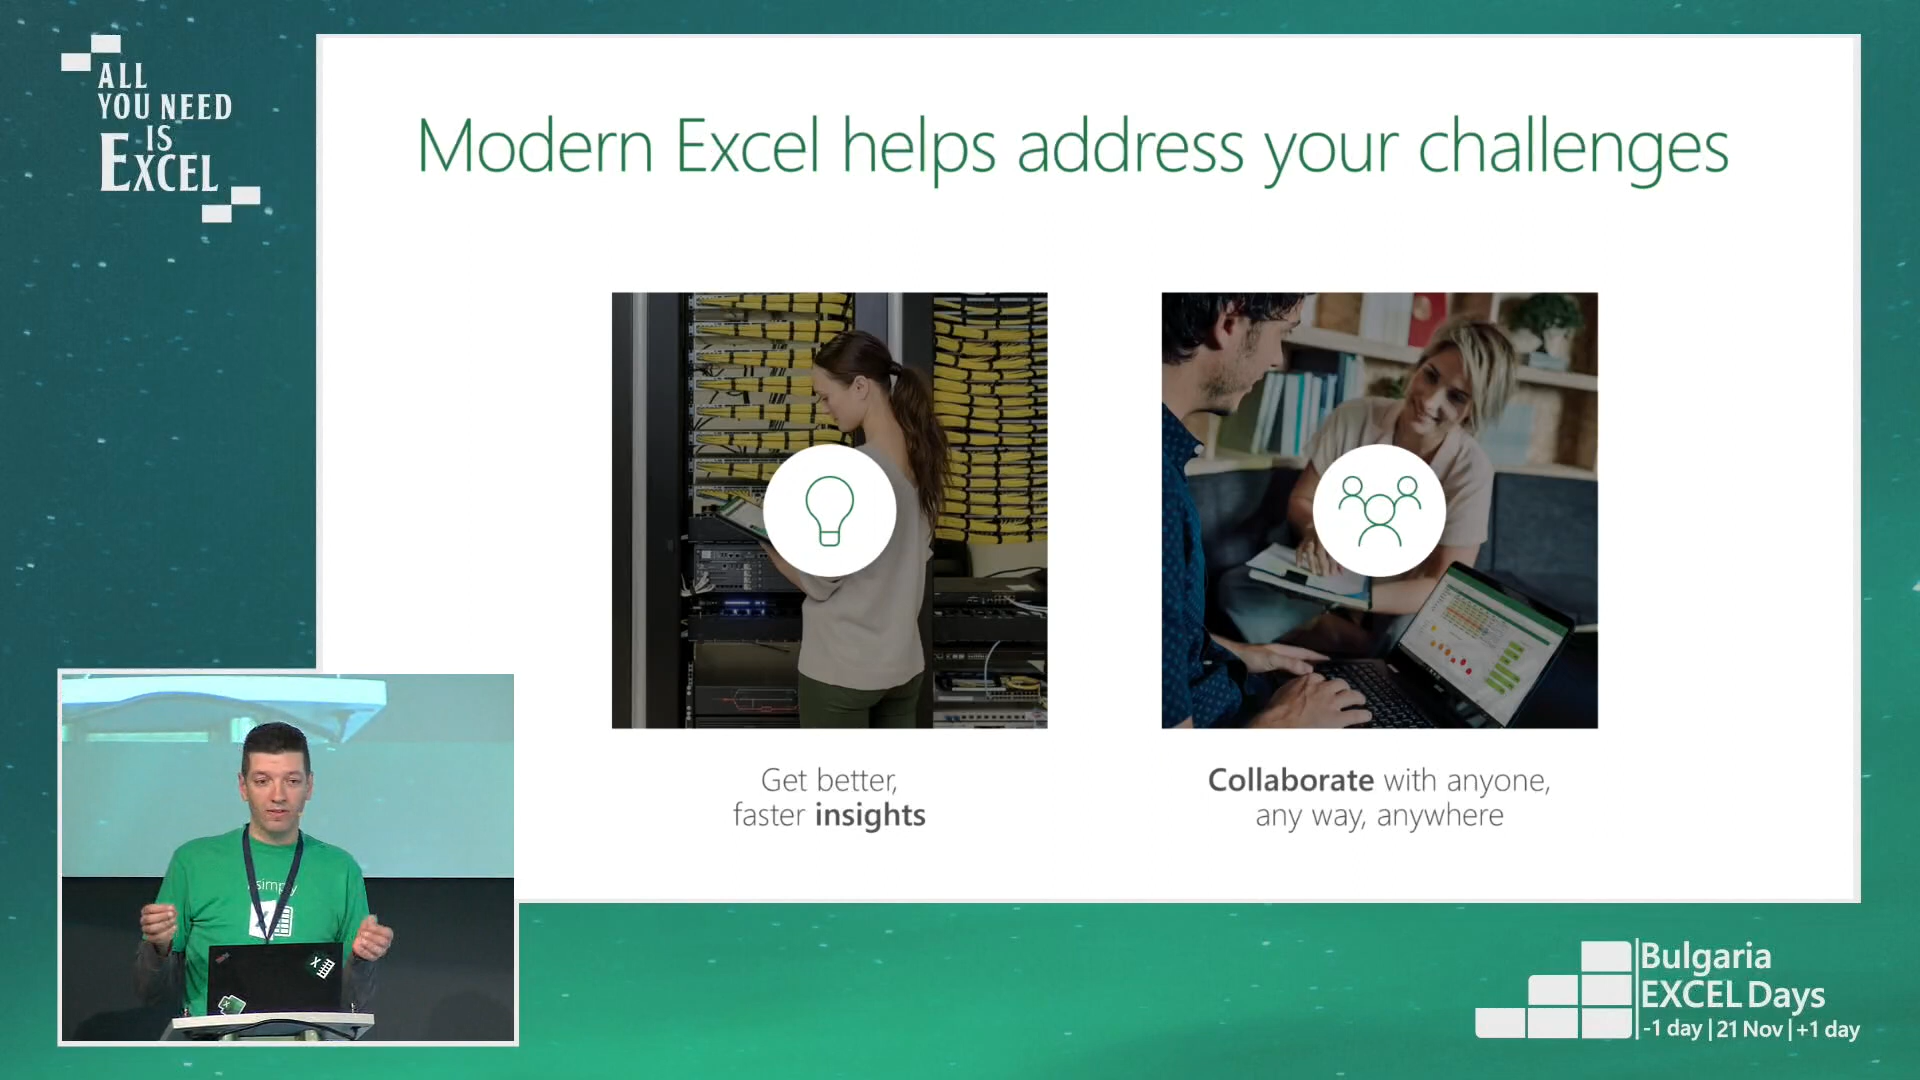 ALL
YOU NEED
IS
EXCEL
Modern Excel helps address your challenges
Get better,
faster insights
Collaborate with anyone,
any way, anywhere
simply
Bulgaria
EXCEL Days
-1 day | 21 Nov | +1 day